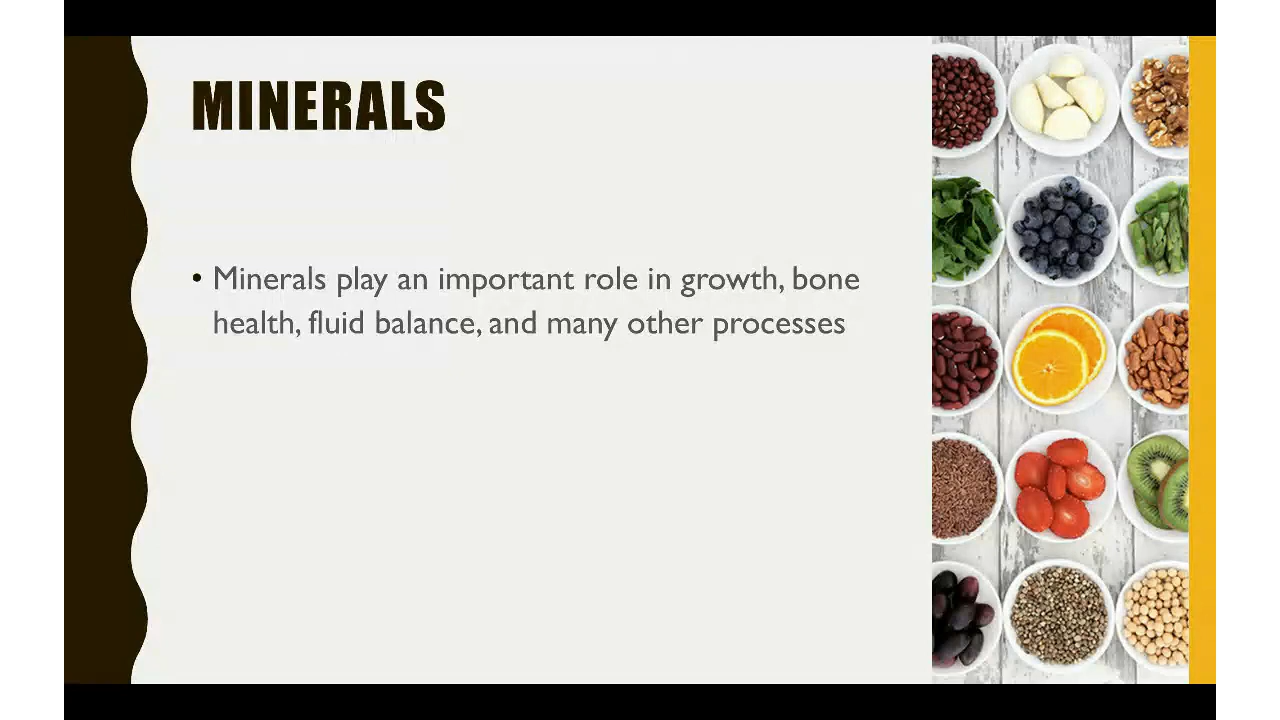 MINERALS
• Minerals play an important role in growth, bone
health, fluid balance, and many other processes